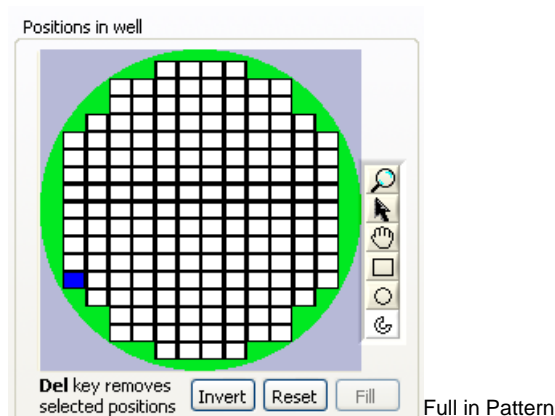 Positions in well
Del key removes
selected positions
Invert
Reset
Fill
Full in Pattern